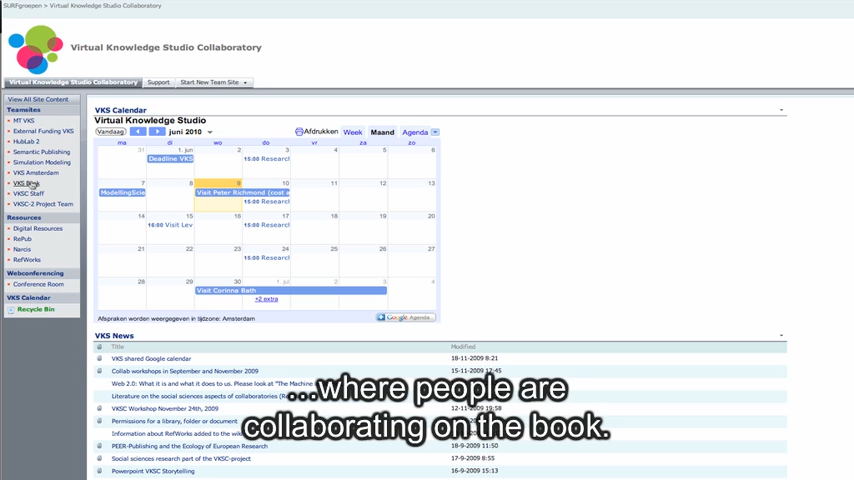 SURFgroepen > Virtual Knowledge Studio Collaboratory
Virtual Knowledge Studio Collaboratory
Virtual Knowledge Studio Collaboratory Support Start New Team Site
View All Site Content
Teamsites
MT VKS
External Funding VKS
HubLab 2
Semantic Publishing
Simulation Modeling
VKS Amsterdam
VKS
VKSC Staff
VKSC-2 Project Team
Resources
Digital Resources
RePub
Narcis
RefWorks
Webconferencing
Conference Room
VKS Calendar
Recycle Bin
VKS Calendar
Virtual Knowledge Studio
Vandaag juni 2010 Afdrukken Week Maand Agenda
ma di wo do vr za zo
31 1. jun 2 3 4 5 6
Deadline VKS 15:00 Researcl
7 8 9 10 11 12 13
ModellingScie Visit Peter Richmond (cost a
15:00 Researcl
14 15 16 17 18 19 20
16:00 Visit Lev 15:00 Researcl
21 22 23 24 25 26 27
15:00 Researcl
28 29 30 1. jul 2 3 4
Visit Corinna Bath
+2 extra
Afspraken worden weergegeven in tijdzone: Amsterdam
Google Agenda
VKS News
Title Modified
VKS shared Google calendar 18-11-2009 8:21
Collab workshops in September and November 2009 15-11-2009 17:45
Web 2.0: What it is and what it does to us. Please look at "The Machine
Literature on the social sciences aspects of collaboratories
VKSC Workshop November 24th, 2009 12-11-2009 19:58
Permissions for a library, folder or document
Information about RefWorks added to the
PEER-Publishing and the Ecology of European Research 18-9-2009 11:50
Social sciences research part of the VKSC-project 17-9-2009 11:55
Powerpoint VKSC Storytelling 16-9-2009 15:13
...where people are
collaborating on the book.